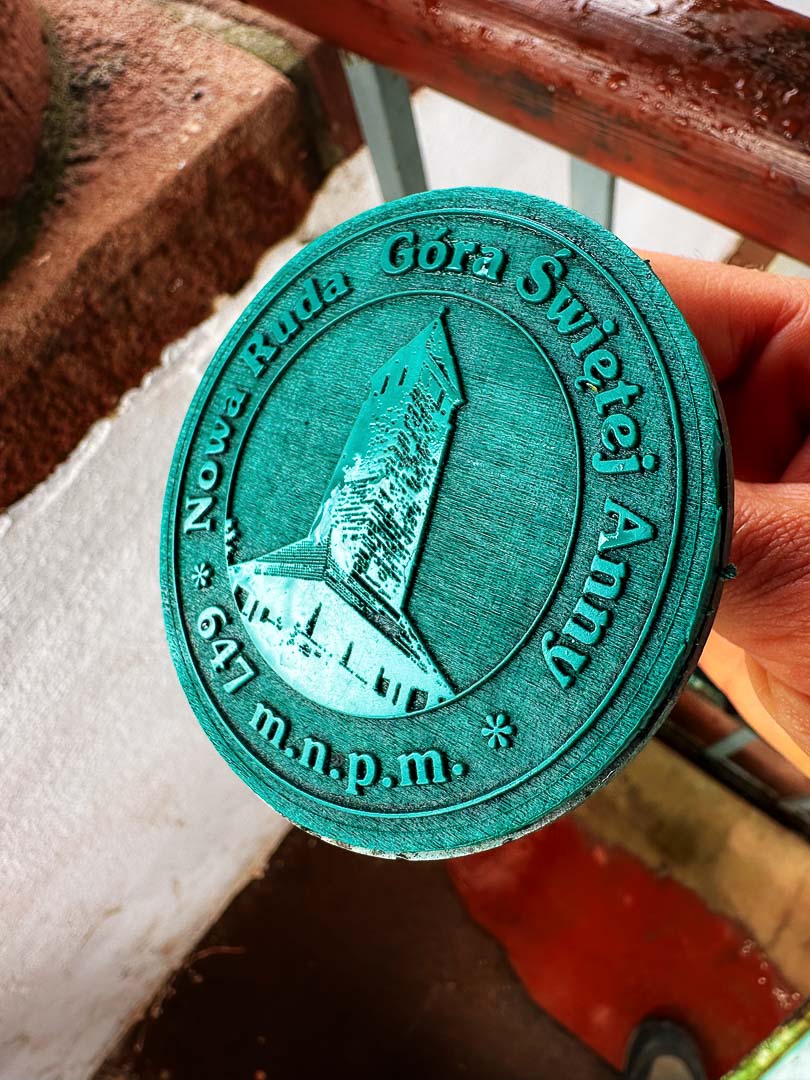 Nowa Ruda Góra Świętej Anny
* 647 m.n.p.m. *